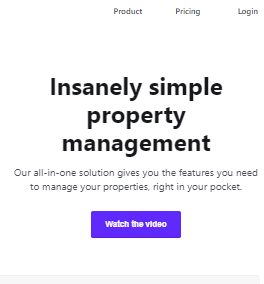 Product Pricing Login
Insanely simple
property
management
Our all-in-one solution gives you the features you need
to manage your properties, right in your pocket.
Watch the video